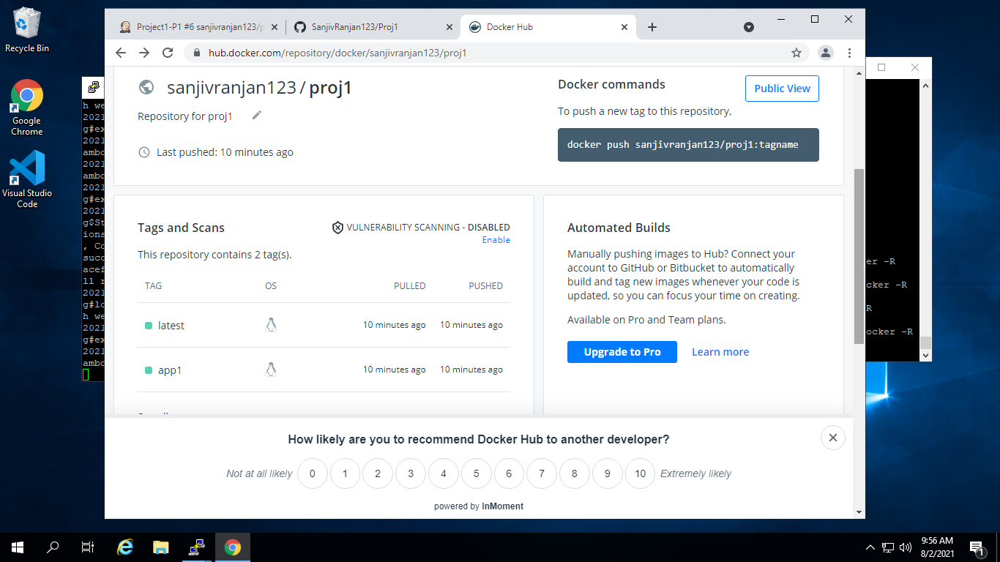 Recycle Bin
Google
Chrome
Visual Studio
Code
Project1-P1 #6 sanjivranjan123/p
SanjivRanjan123/Proj1
Docker Hub
hub.docker.com/repository/docker/sanjivranjan123/proj1
sanjivranjan123 / proj1
Repository for proj1
Last pushed: 10 minutes ago
Docker commands
Public View
To push a new tag to this repository,
docker push sanjivranjan123/proj1:tagname
Tags and Scans
VULNERABILITY SCANNING - DISABLED
Enable
This repository contains 2 tag(s).
TAG OS PULLED PUSHED
latest 10 minutes ago 10 minutes ago
app1 10 minutes ago 10 minutes ago
Automated Builds
Manually pushing images to Hub? Connect your
account to GitHub or Bitbucket to automatically
build and tag new images whenever your code is
updated, so you can focus your time on creating.
Available on Pro and Team plans.
Upgrade to Pro Learn more
How likely are you to recommend Docker Hub to another developer?
Not at all likely 0 1 2 3 4 5 6 7 8 9 10 Extremely likely
powered by InMoment
h we
2021
g#ex
2021
ambd
2021
ambd
2021
g#ex
2021
g$St
ions
, Co
succ
acef
ll r
2021
g#lo
h we
2021
g#ex
2021
ambd
er -R
cker -R
R
ocker -R
9:56 AM
8/2/2021
1